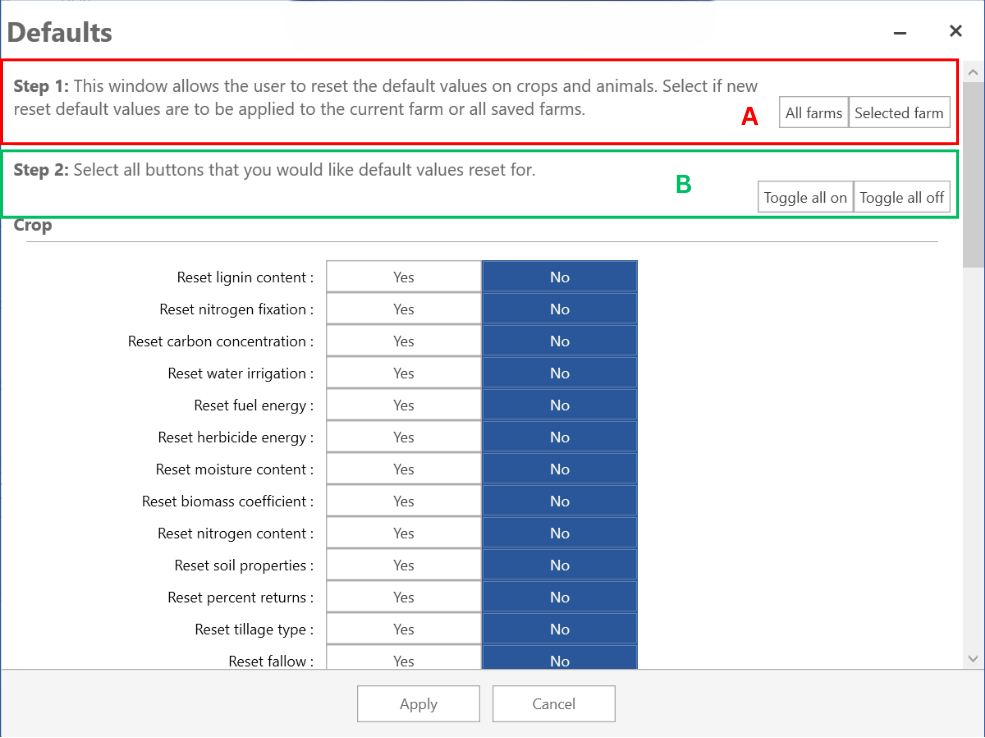 Defaults
Step 1: This window allows the user to reset the default values on crops and animals. Select if new
reset default values are to be applied to the current farm or all saved farms.
A
All farms Selected farm
Step 2: Select all buttons that you would like default values reset for.
B
Toggle all on Toggle all off
Crop
Reset lignin content : Yes No
Reset nitrogen fixation : Yes No
Reset carbon concentration : Yes No
Reset water irrigation : Yes No
Reset fuel energy : Yes No
Reset herbicide energy : Yes No
Reset moisture content : Yes No
Reset biomass coefficient : Yes No
Reset nitrogen content : Yes No
Reset soil properties : Yes No
Reset percent returns : Yes No
Reset tillage type : Yes No
Reset fallow : Yes No
Apply Cancel